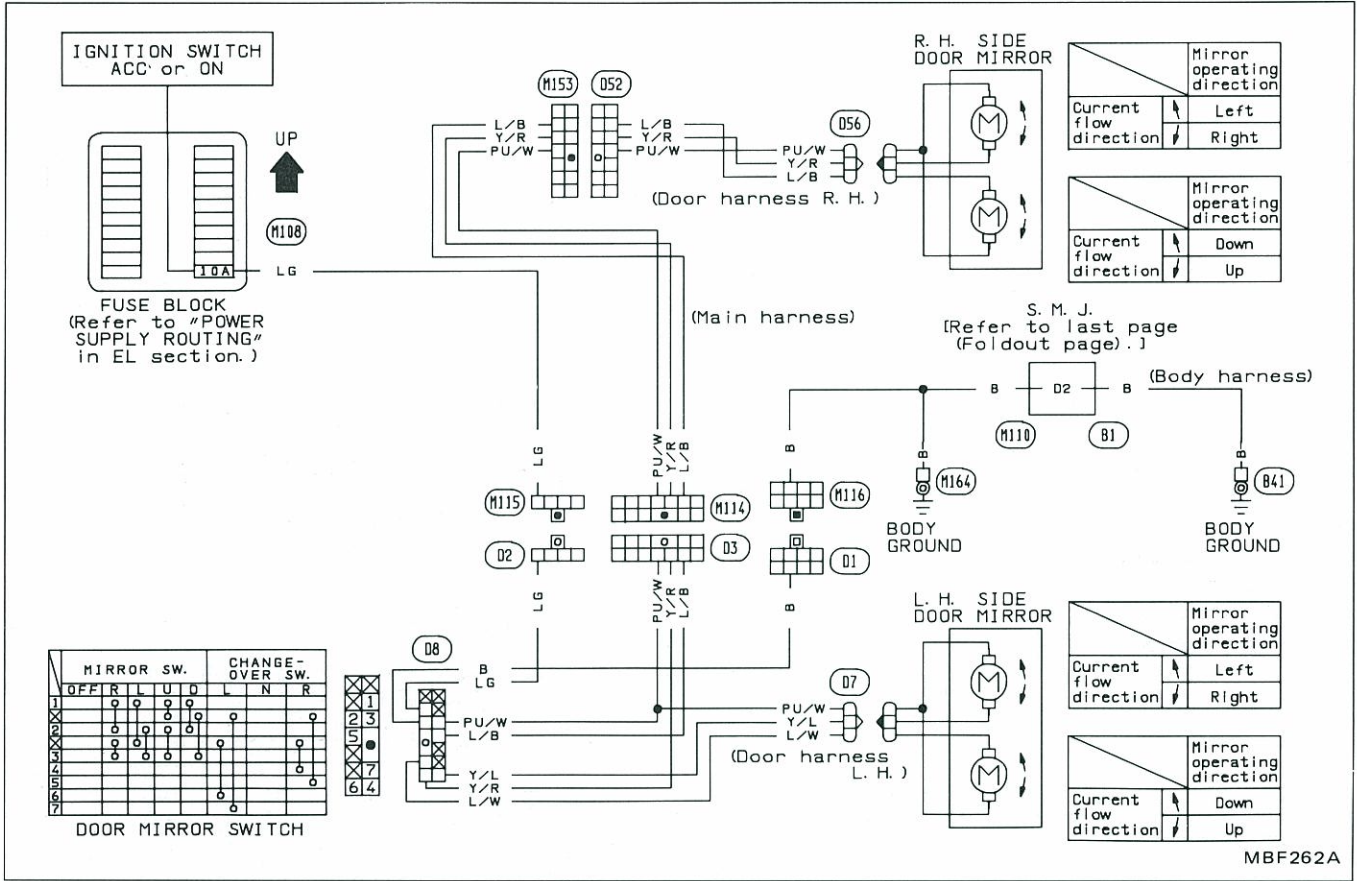 IGNITION SWITCH
ACC or ON
UP
M108
10A
LG
FUSE BLOCK
(Refer to "POWER
SUPPLY ROUTING"
in EL section.)
M153
D52
L/B
Y/R
PU/W
L/B
Y/R
PU/W
D56
PU/W
Y/R
L/B
(Door harness R. H.)
R. H. SIDE
DOOR MIRROR
M
M
Mirror
operating
direction
Current
flow
direction
Left
Right
Mirror
operating
direction
Current
flow
direction
Down
Up
(Main harness)
S. M. J.
[Refer to last page
(Foldout page).]
B
D2
B
(Body harness)
M110
B1
B
M164
BODY
GROUND
B
B41
BODY
GROUND
LG
PU/W
Y/R
L/B
B
M115
M114
M116
D2
D3
D1
LG
PU/W
Y/R
L/B
B
MIRROR SW.
CHANGE-
OVER SW.
OFF R L U D L N R
1
2
3
4
5
6
7
DOOR MIRROR SWITCH
1
2 3
5
7
6 4
D8
B
LG
PU/W
L/B
Y/L
Y/R
L/W
D7
PU/W
Y/L
L/W
(Door harness
L. H.)
L. H. SIDE
DOOR MIRROR
M
M
Mirror
operating
direction
Current
flow
direction
Left
Right
Mirror
operating
direction
Current
flow
direction
Down
Up
MBF262A